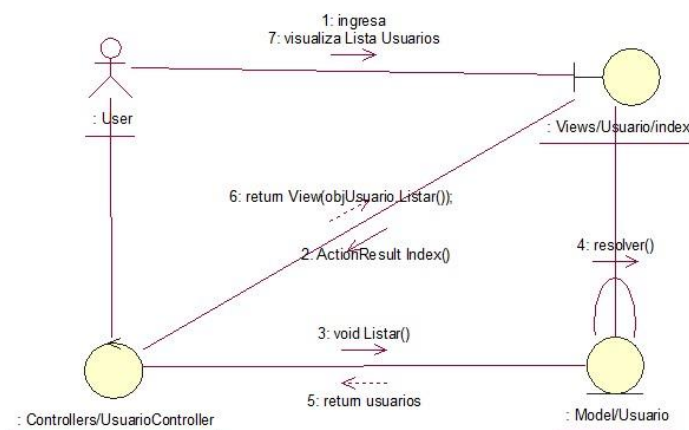 1: ingresa
7: visualiza Lista Usuarios
: User
: Views/Usuario/index
6: return View(objUsuario.Listar());
2: ActionResult Index()
4: resolver()
3: void Listar()
5: return usuarios
: Controllers/UsuarioController
: Model/Usuario